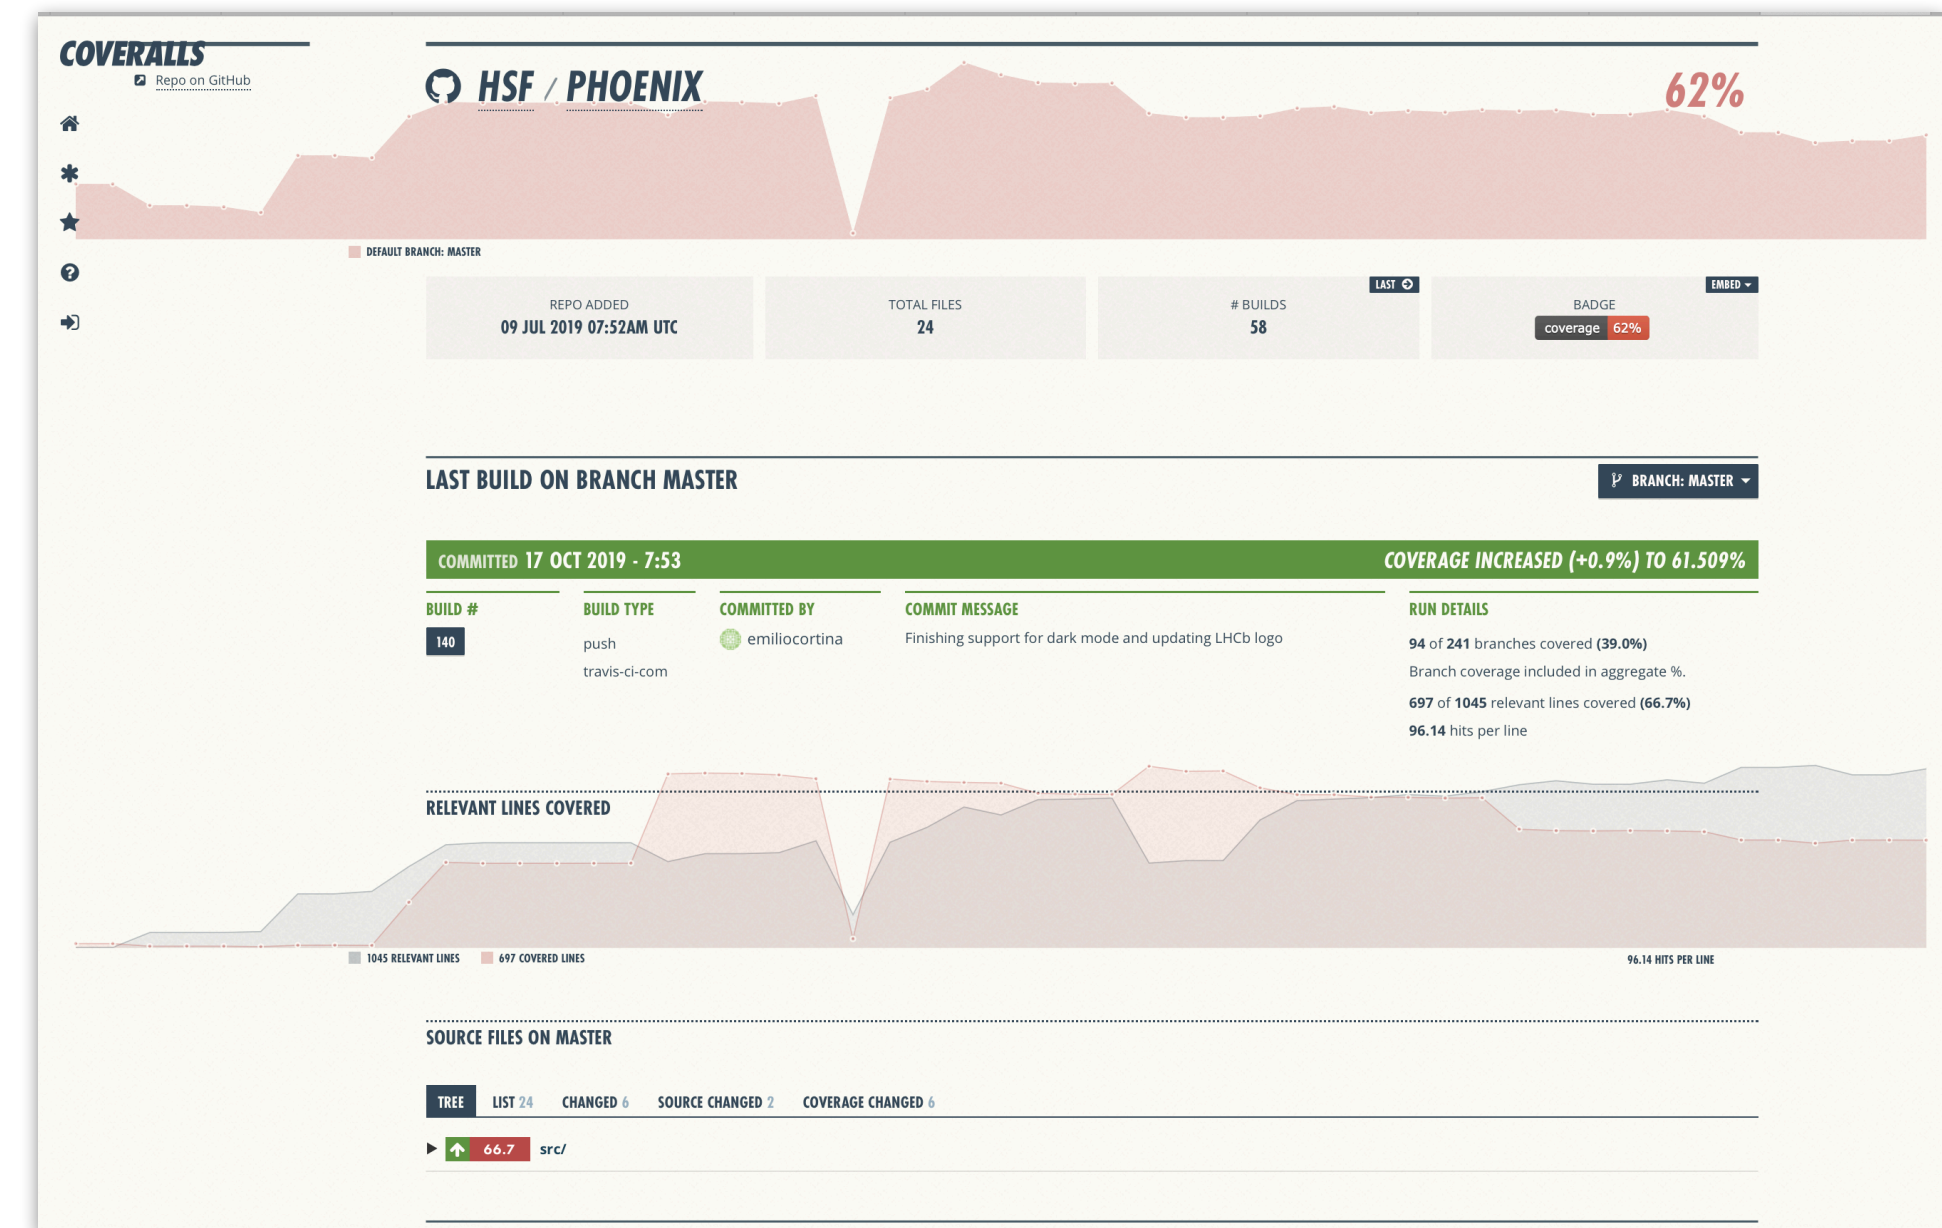 COVERALLS
Repo on GitHub
HSF / PHOENIX
62%
DEFAULT BRANCH: MASTER
REPO ADDED
09 JUL 2019 07:52AM UTC
TOTAL FILES
24
LAST
# BUILDS
58
EMBED
BADGE
coverage 62%
LAST BUILD ON BRANCH MASTER
BRANCH: MASTER
COMMITTED 17 OCT 2019 - 7:53
COVERAGE INCREASED (+0.9%) TO 61.509%
BUILD #
140
BUILD TYPE
push
travis-ci-com
COMMITTED BY
emiliocortina
COMMIT MESSAGE
Finishing support for dark mode and updating LHCb logo
RUN DETAILS
94 of 241 branches covered (39.0%)
Branch coverage included in aggregate %.
697 of 1045 relevant lines covered (66.7%)
96.14 hits per line
RELEVANT LINES COVERED
1045 RELEVANT LINES
697 COVERED LINES
96.14 HITS PER LINE
SOURCE FILES ON MASTER
TREE
LIST 24
CHANGED 6
SOURCE CHANGED 2
COVERAGE CHANGED 6
66.7 src/